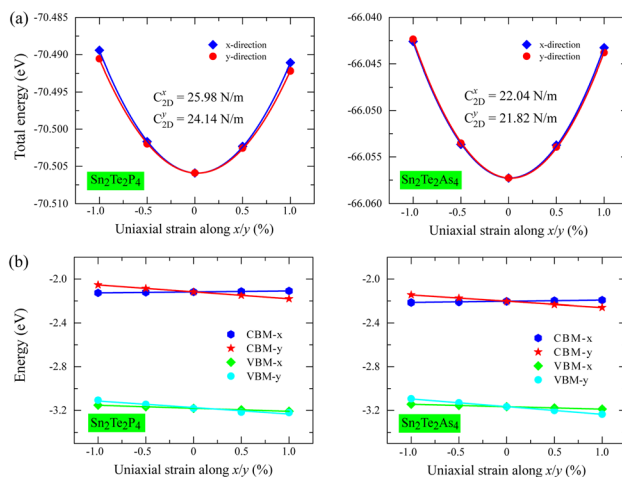 (a)
-70.485
-70.490
-70.495
-70.500
-70.505
-70.510
Total energy (eV)
x-direction
y-direction
C2Dx = 25.98 N/m
C2Dy = 24.14 N/m
Sn2Te2P4
-1.0 -0.5 0 0.5 1.0
Uniaxial strain along x/y (%)
-66.040
-66.045
-66.050
-66.055
-66.060
x-direction
y-direction
C2Dx = 22.04 N/m
C2Dy = 21.82 N/m
Sn2Te2As4
-1.0 -0.5 0 0.5 1.0
Uniaxial strain along x/y (%)
(b)
-2.0
-2.4
-2.8
-3.2
Energy (eV)
CBM-x
CBM-y
VBM-x
VBM-y
Sn2Te2P4
-1.0 -0.5 0.0 0.5 1.0
Uniaxial strain along x/y (%)
-2.0
-2.4
-2.8
-3.2
CBM-x
CBM-y
VBM-x
VBM-y
Sn2Te2As4
-1.0 -0.5 0.0 0.5 1.0
Uniaxial strain along x/y (%)